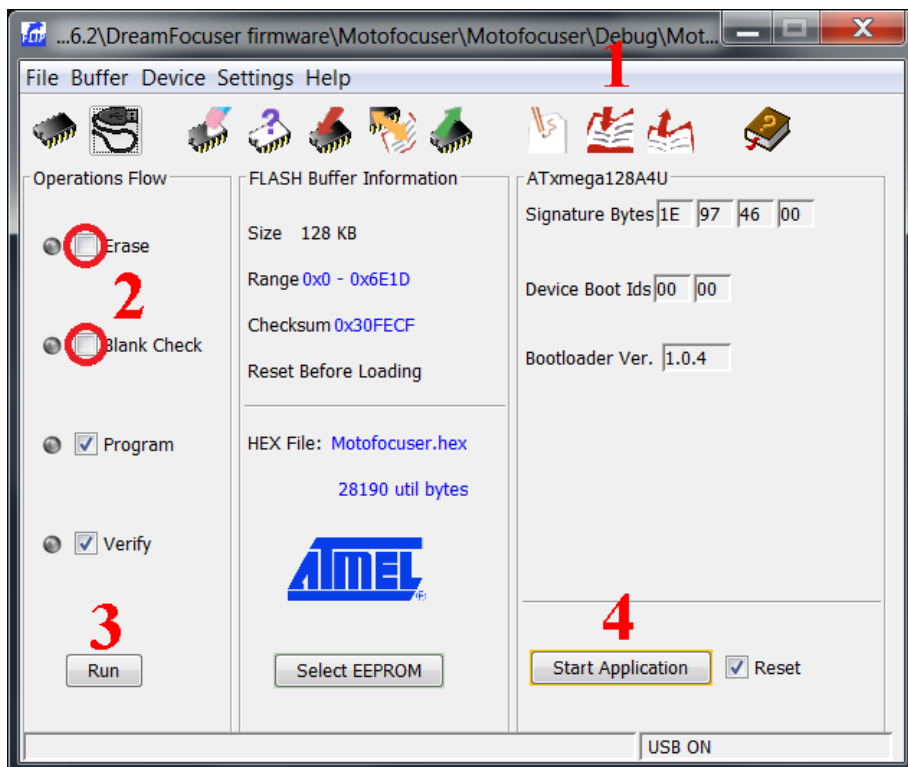 ...6.2\DreamFocuser firmware\Motofocuser\Motofocuser\Debug\Mot...
File Buffer Device Settings Help
1
Operations Flow
Erase
2
Blank Check
Program
Verify
3
Run
FLASH Buffer Information
Size 128 KB
Range 0x0 - 0x6E1D
Checksum 0x30FECF
Reset Before Loading
HEX File: Motofocuser.hex
28190 util bytes
ATMEL
Select EEPROM
ATxmega128A4U
Signature Bytes 1E 97 46 00
Device Boot Ids 00 00
Bootloader Ver. 1.0.4
4
Start Application Reset
USB ON